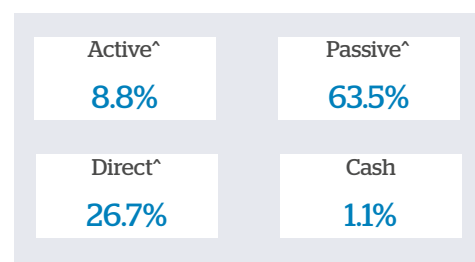 Active^
8.8%
Passive^
63.5%
Direct^
26.7%
Cash
1.1%